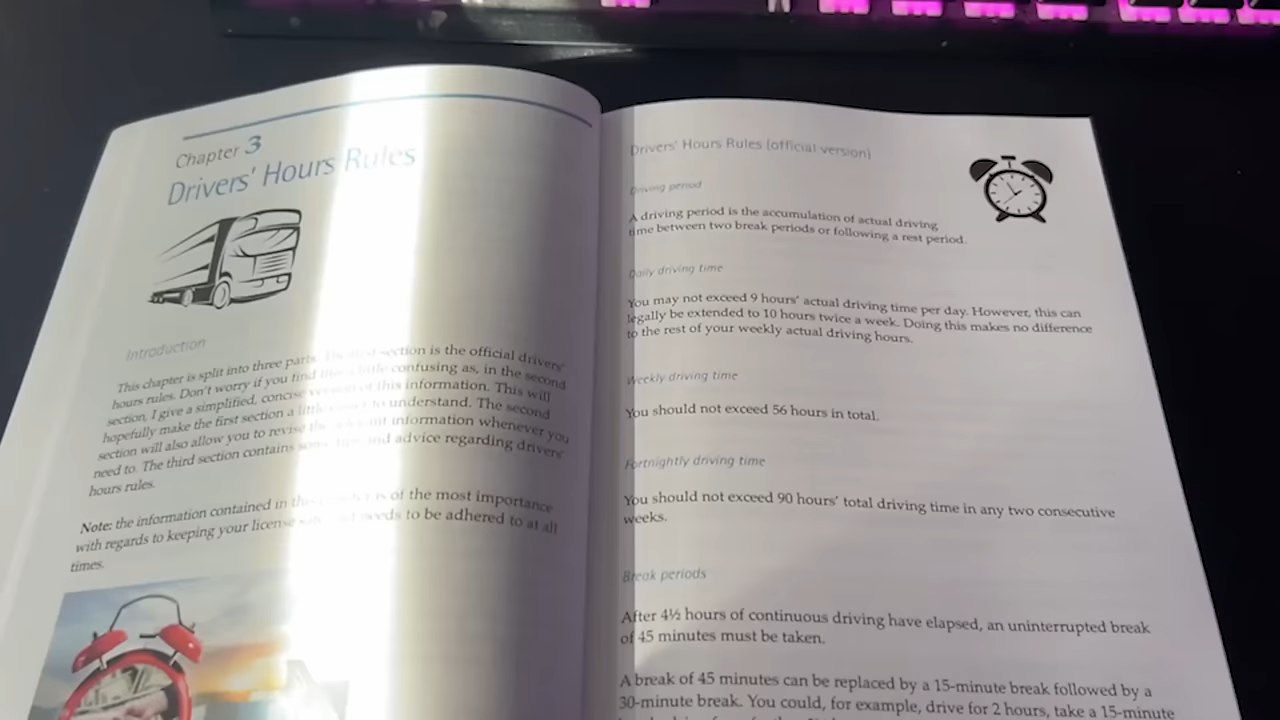 Chapter 3
Drivers' Hours Rules
Introduction
This chapter is split into three parts. The first section is the official drivers'
hours rules. Don't worry if you find this a little confusing as, in the second
section, I give a simplified, concise version of this information. This will
hopefully make the first section a little easier to understand. The second
section will also allow you to revise the information whenever you
need to. The third section contains some tips and advice regarding drivers'
hours rules.
Note: the information contained in this is of the most importance
with regards to keeping your license safe and needs to be adhered to at all
times.
Drivers' Hours Rules (official version)
Driving period
A driving period is the accumulation of actual driving
time between two break periods or following a rest period.
Daily driving time
You may not exceed 9 hours' actual driving time per day. However, this can
legally be extended to 10 hours twice a week. Doing this makes no difference
to the rest of your weekly actual driving hours.
Weekly driving time
You should not exceed 56 hours in total.
Fortnightly driving time
You should not exceed 90 hours' total driving time in any two consecutive
weeks.
Break periods
After 4½ hours of continuous driving have elapsed, an uninterrupted break
of 45 minutes must be taken.
A break of 45 minutes can be replaced by a 15-minute break followed by a
30-minute break. You could, for example, drive for 2 hours, take a 15-minute